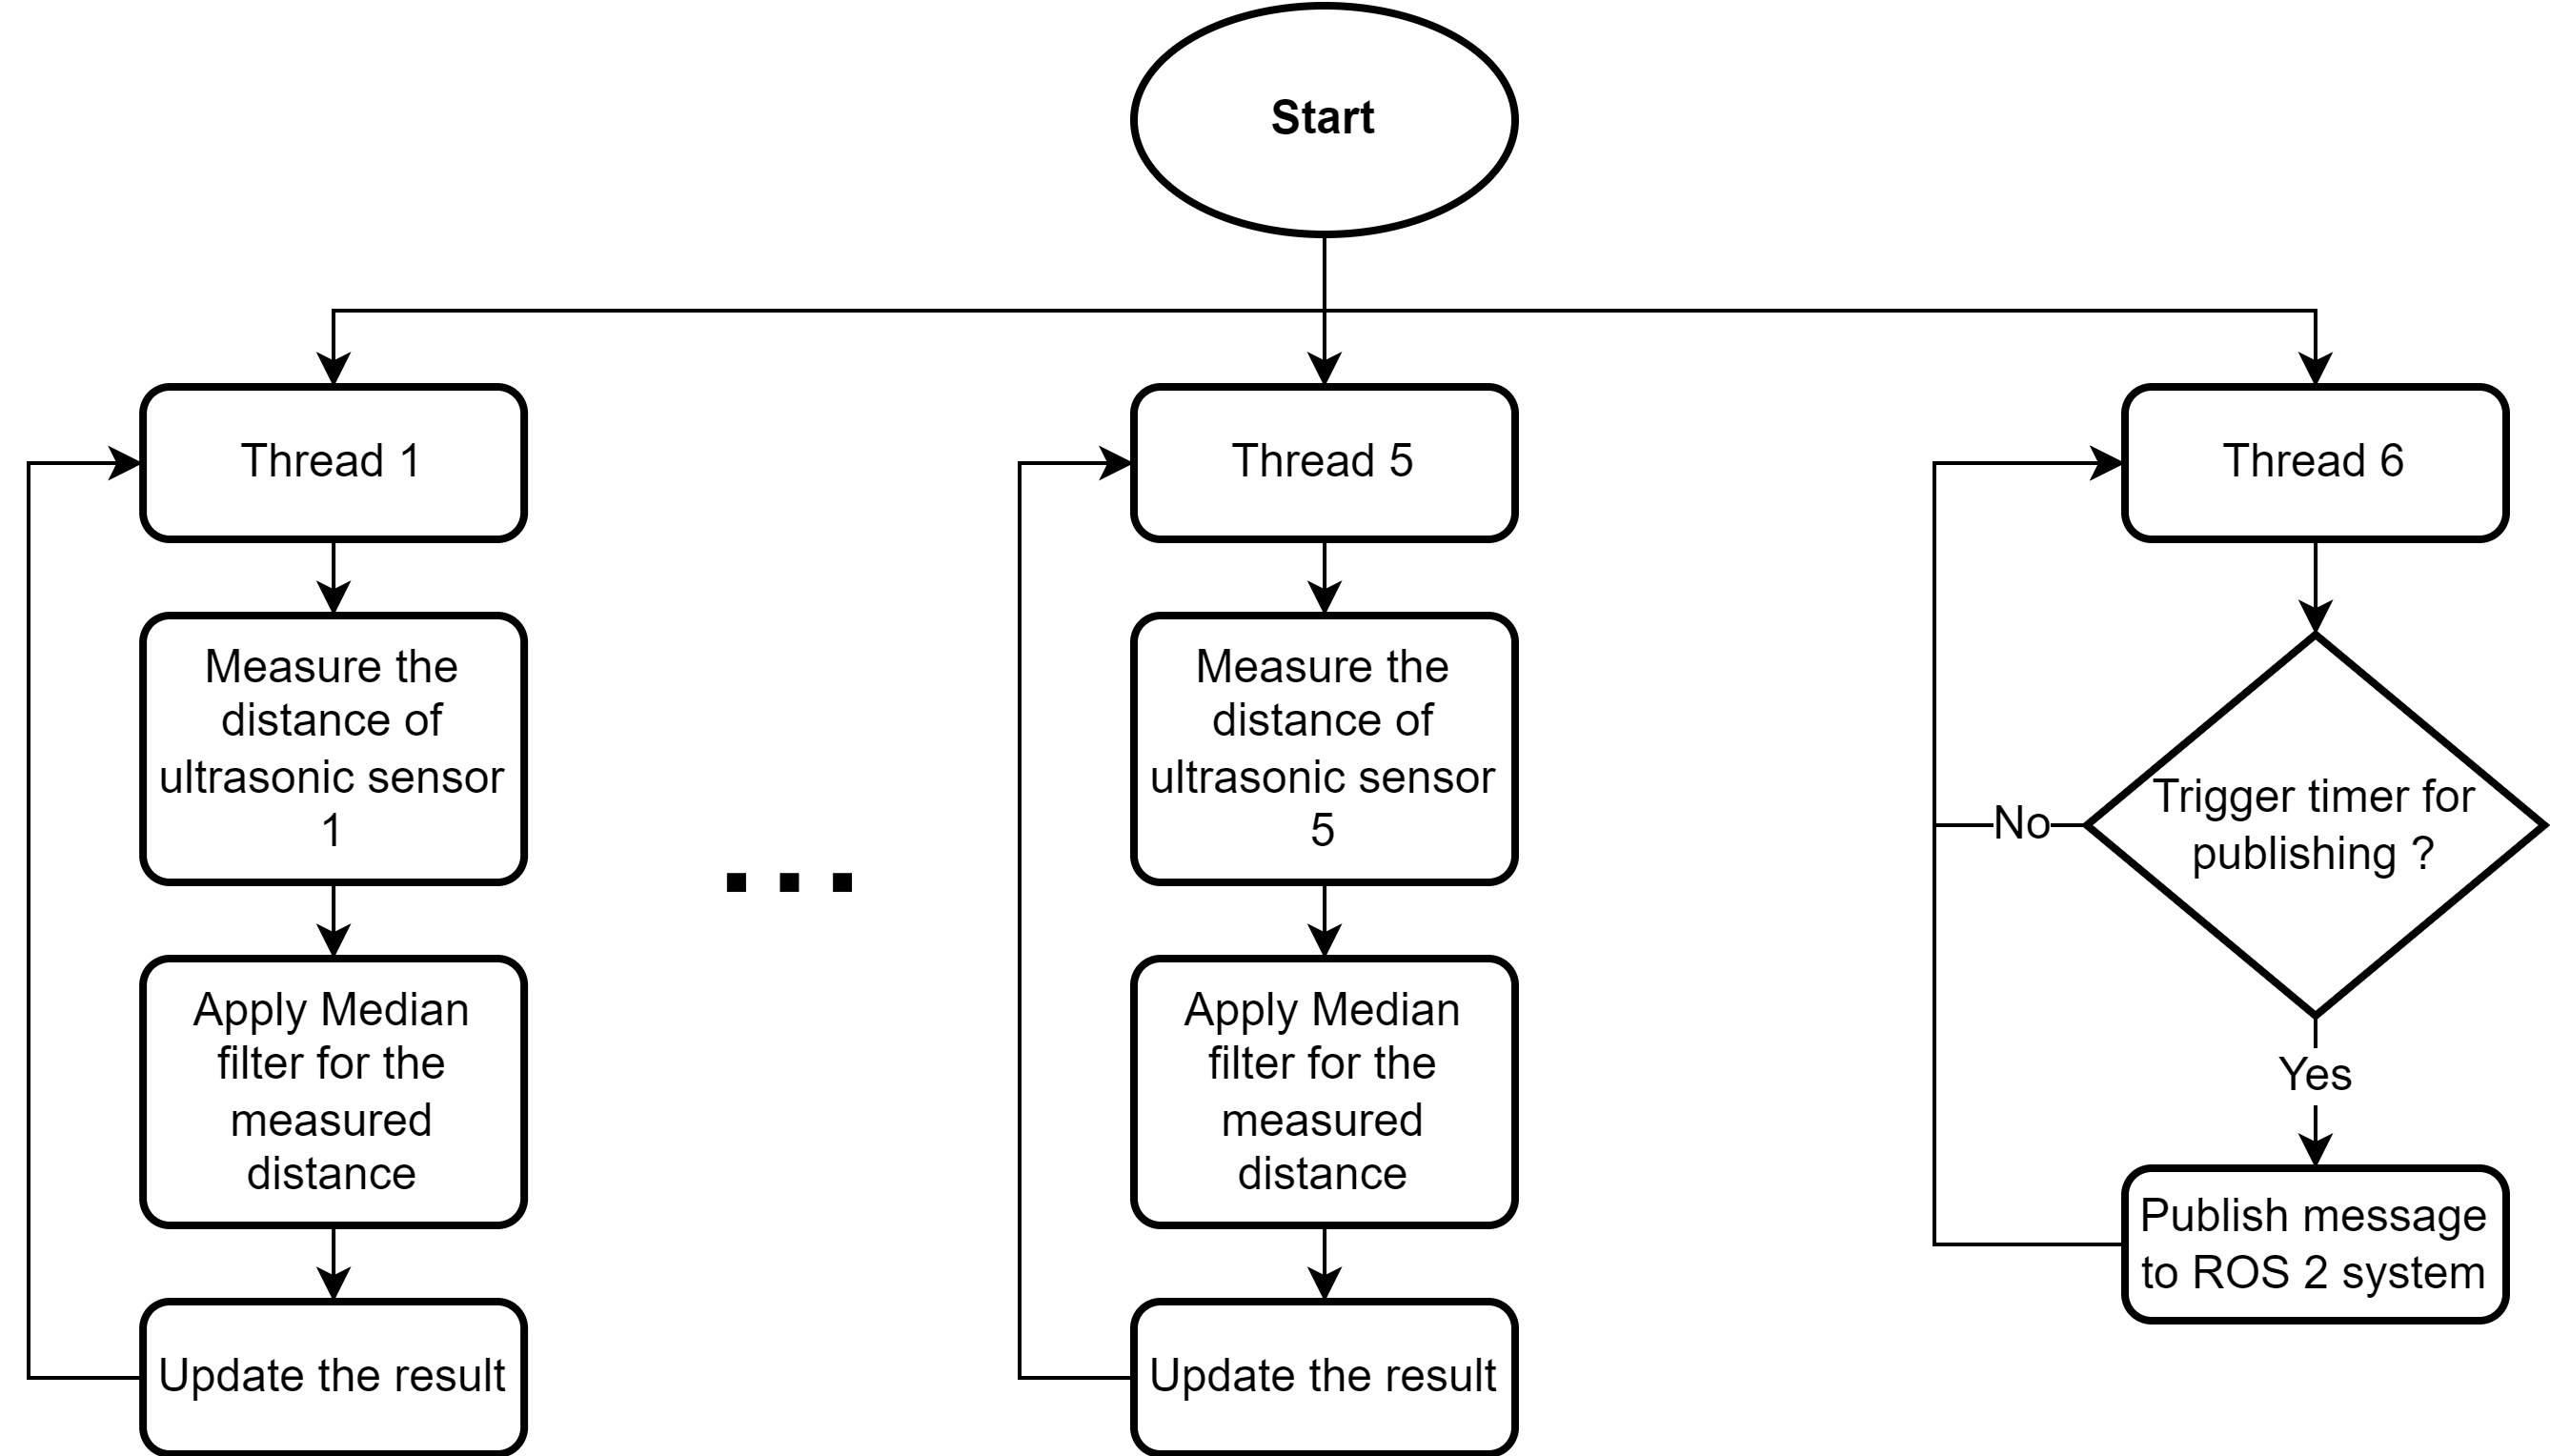 Start
Thread 1
Thread 5
Thread 6
Measure the
distance of
ultrasonic sensor
1
Measure the
distance of
ultrasonic sensor
5
Trigger timer for
publishing ?
No
Yes
...
Apply Median
filter for the
measured
distance
Apply Median
filter for the
measured
distance
Publish message
to ROS 2 system
Update the result
Update the result